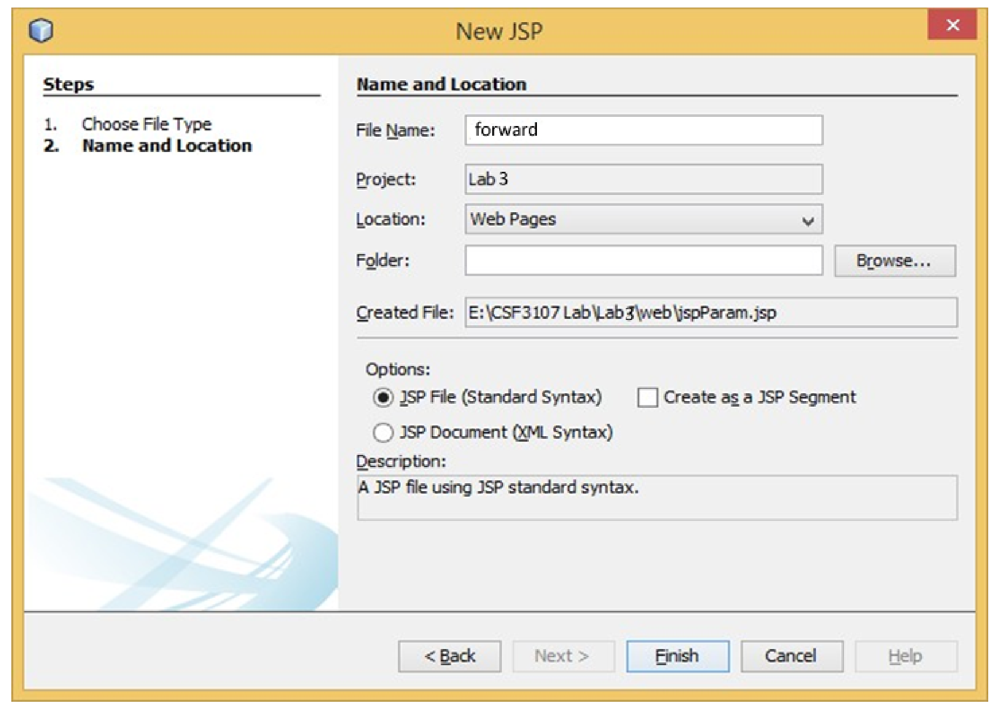 New JSP
Steps
1. Choose File Type
2. Name and Location
Name and Location
File Name: forward
Project: Lab 3
Location: Web Pages
Folder:
Browse...
Created File: E:\CSF3107 Lab\Lab3\web\jspParam.jsp
Options:
JSP File (Standard Syntax)
Create as a JSP Segment
JSP Document (XML Syntax)
Description:
A JSP file using JSP standard syntax.
< Back
Next >
Finish
Cancel
Help